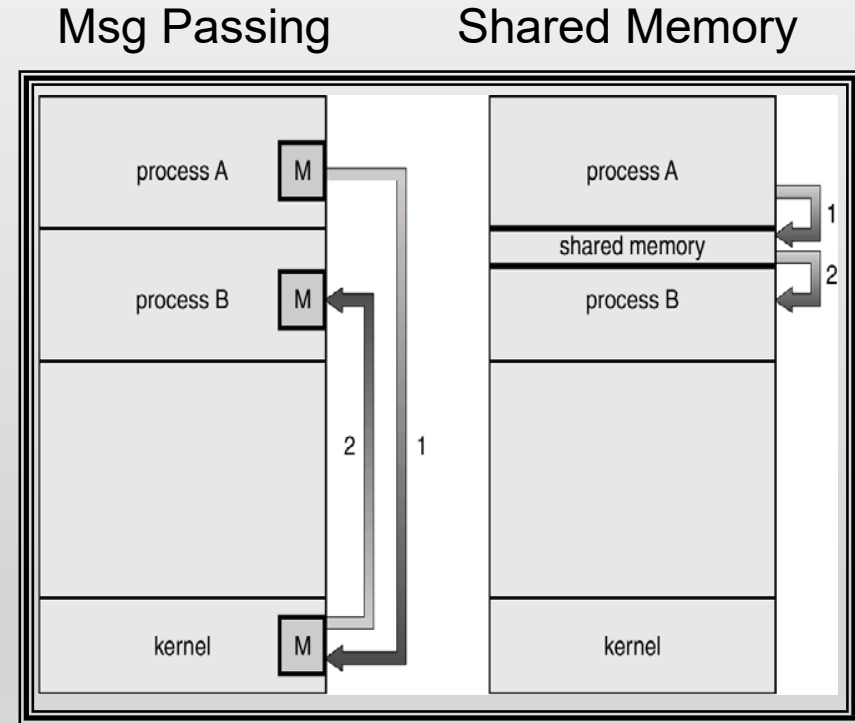 Msg Passing
Shared Memory
process A
M
process B
M
2
1
kernel
M
process A
1
shared memory
2
process B
kernel